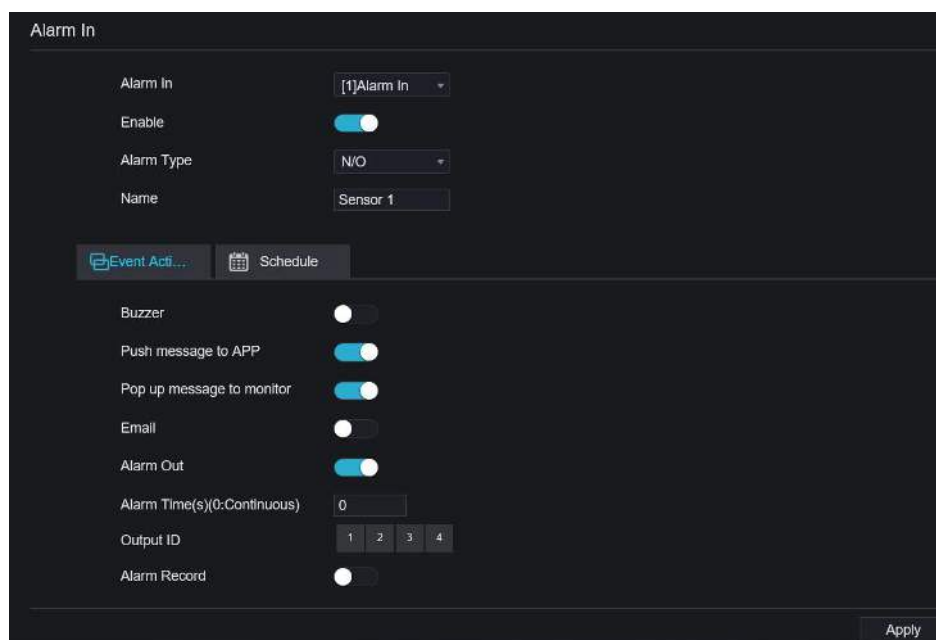 Alarm In
Alarm In [1]Alarm In
Enable
Alarm Type N/O
Name Sensor 1
Event Acti... Schedule
Buzzer
Push message to APP
Pop up message to monitor
Email
Alarm Out
Alarm Time(s)(0:Continuous) 0
Output ID 1 2 3 4
Alarm Record
Apply